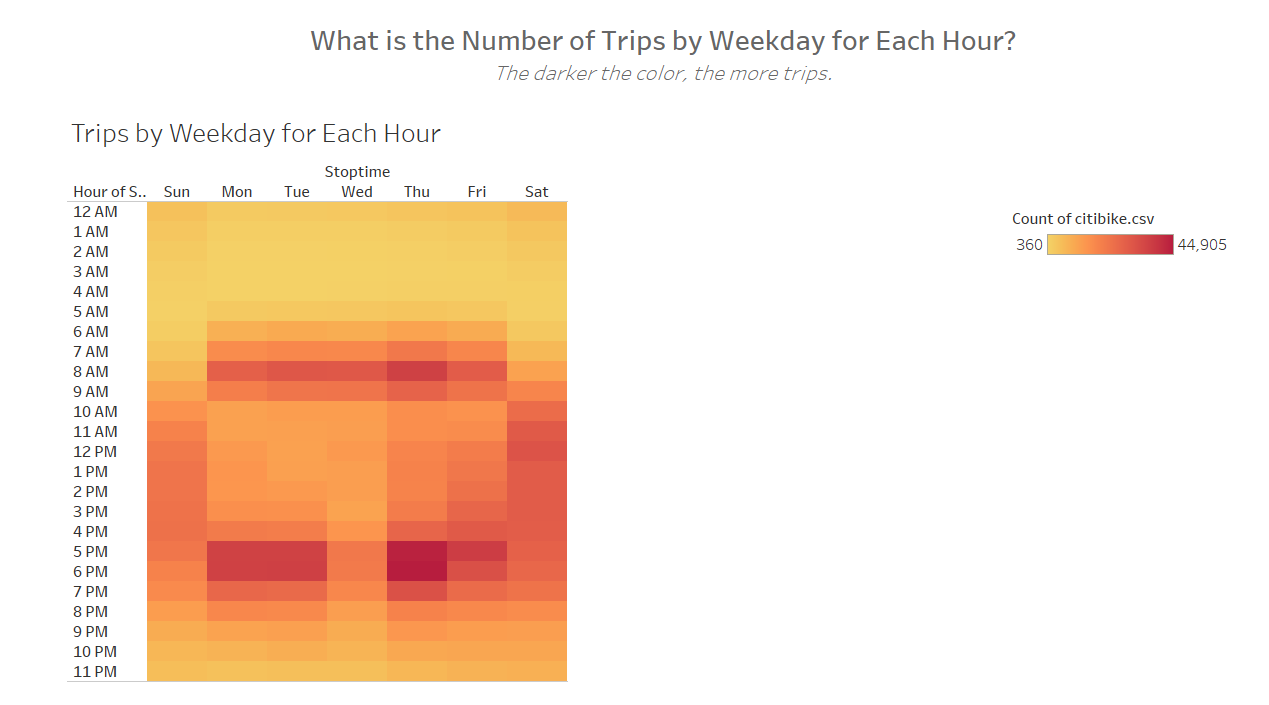 What is the Number of Trips by Weekday for Each Hour?
The darker the color, the more trips.
Trips by Weekday for Each Hour
Stoptime
Hour of S.. Sun Mon Tue Wed Thu Fri Sat
12 AM
1 AM
2 AM
3 AM
4 AM
5 AM
6 AM
7 AM
8 AM
9 AM
10 AM
11 AM
12 PM
1 PM
2 PM
3 PM
4 PM
5 PM
6 PM
7 PM
8 PM
9 PM
10 PM
11 PM
Count of citibike.csv
360 44,905